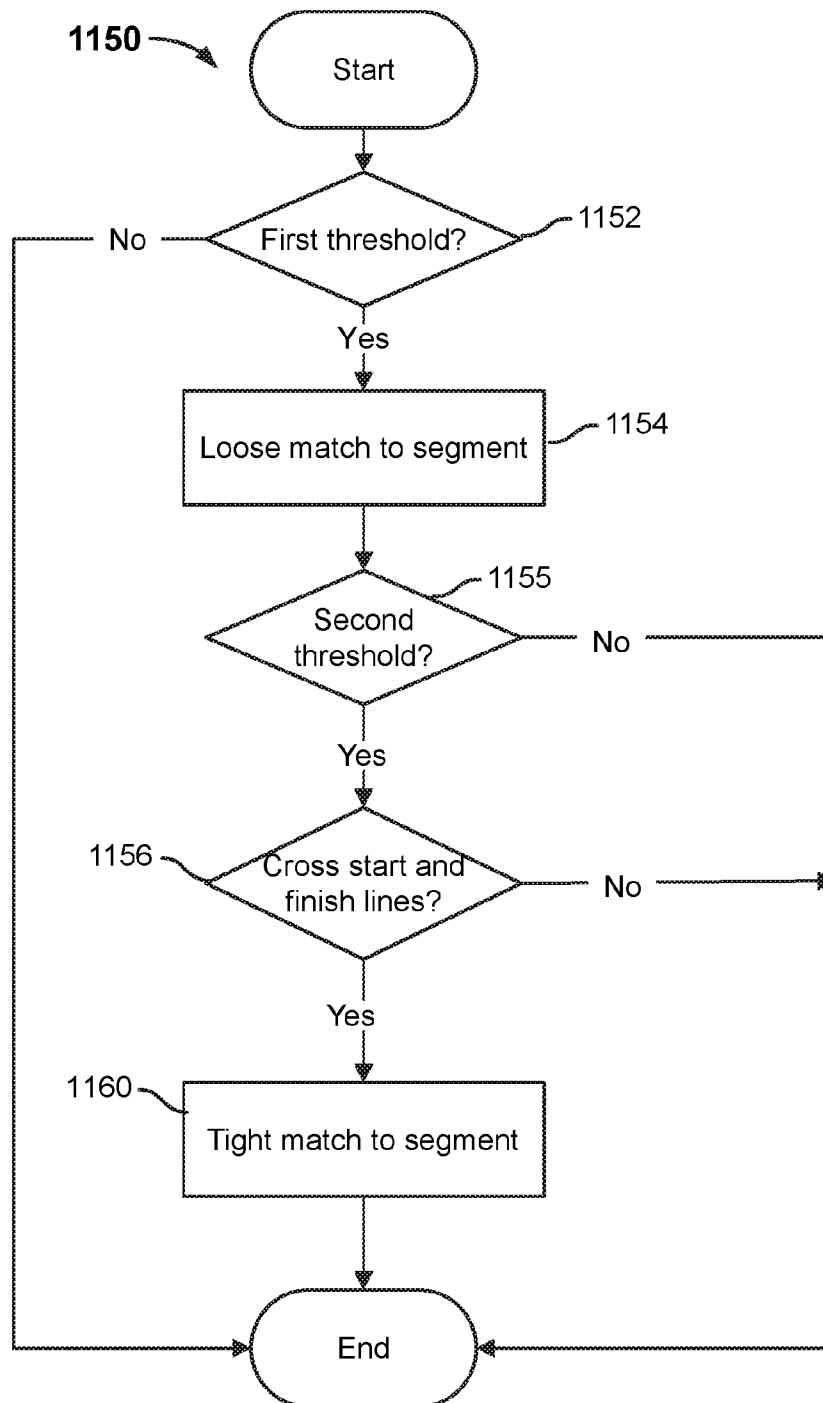 1150
Start
First threshold?
1152
No
Yes
Loose match to segment
1154
1155
Second
threshold?
No
Yes
1156
Cross start and
finish lines?
No
Yes
1160
Tight match to segment
End